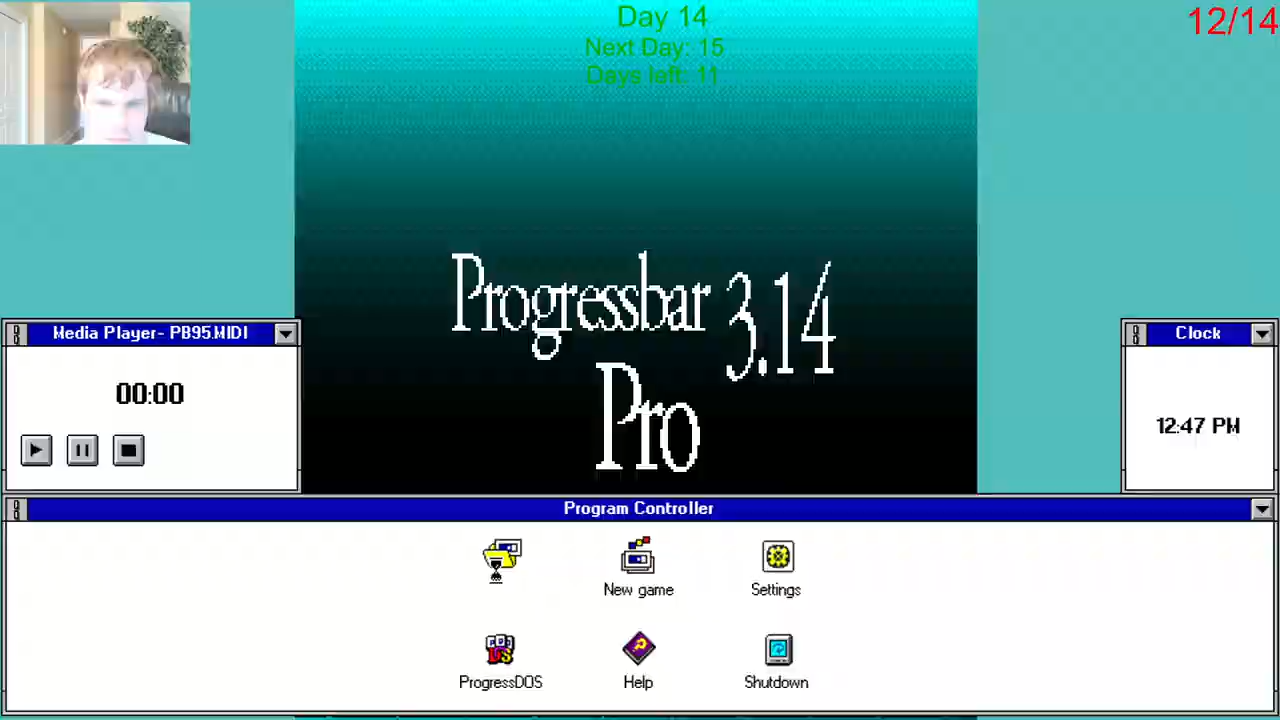 Day 14
Next Day: 15
Days left: 11
12/14
Progressbar 3.14
Pro
Media Player- PB95.MIDI
00:00
Clock
12:47 PM
Program Controller
New game
Settings
ProgressDOS
Help
Shutdown